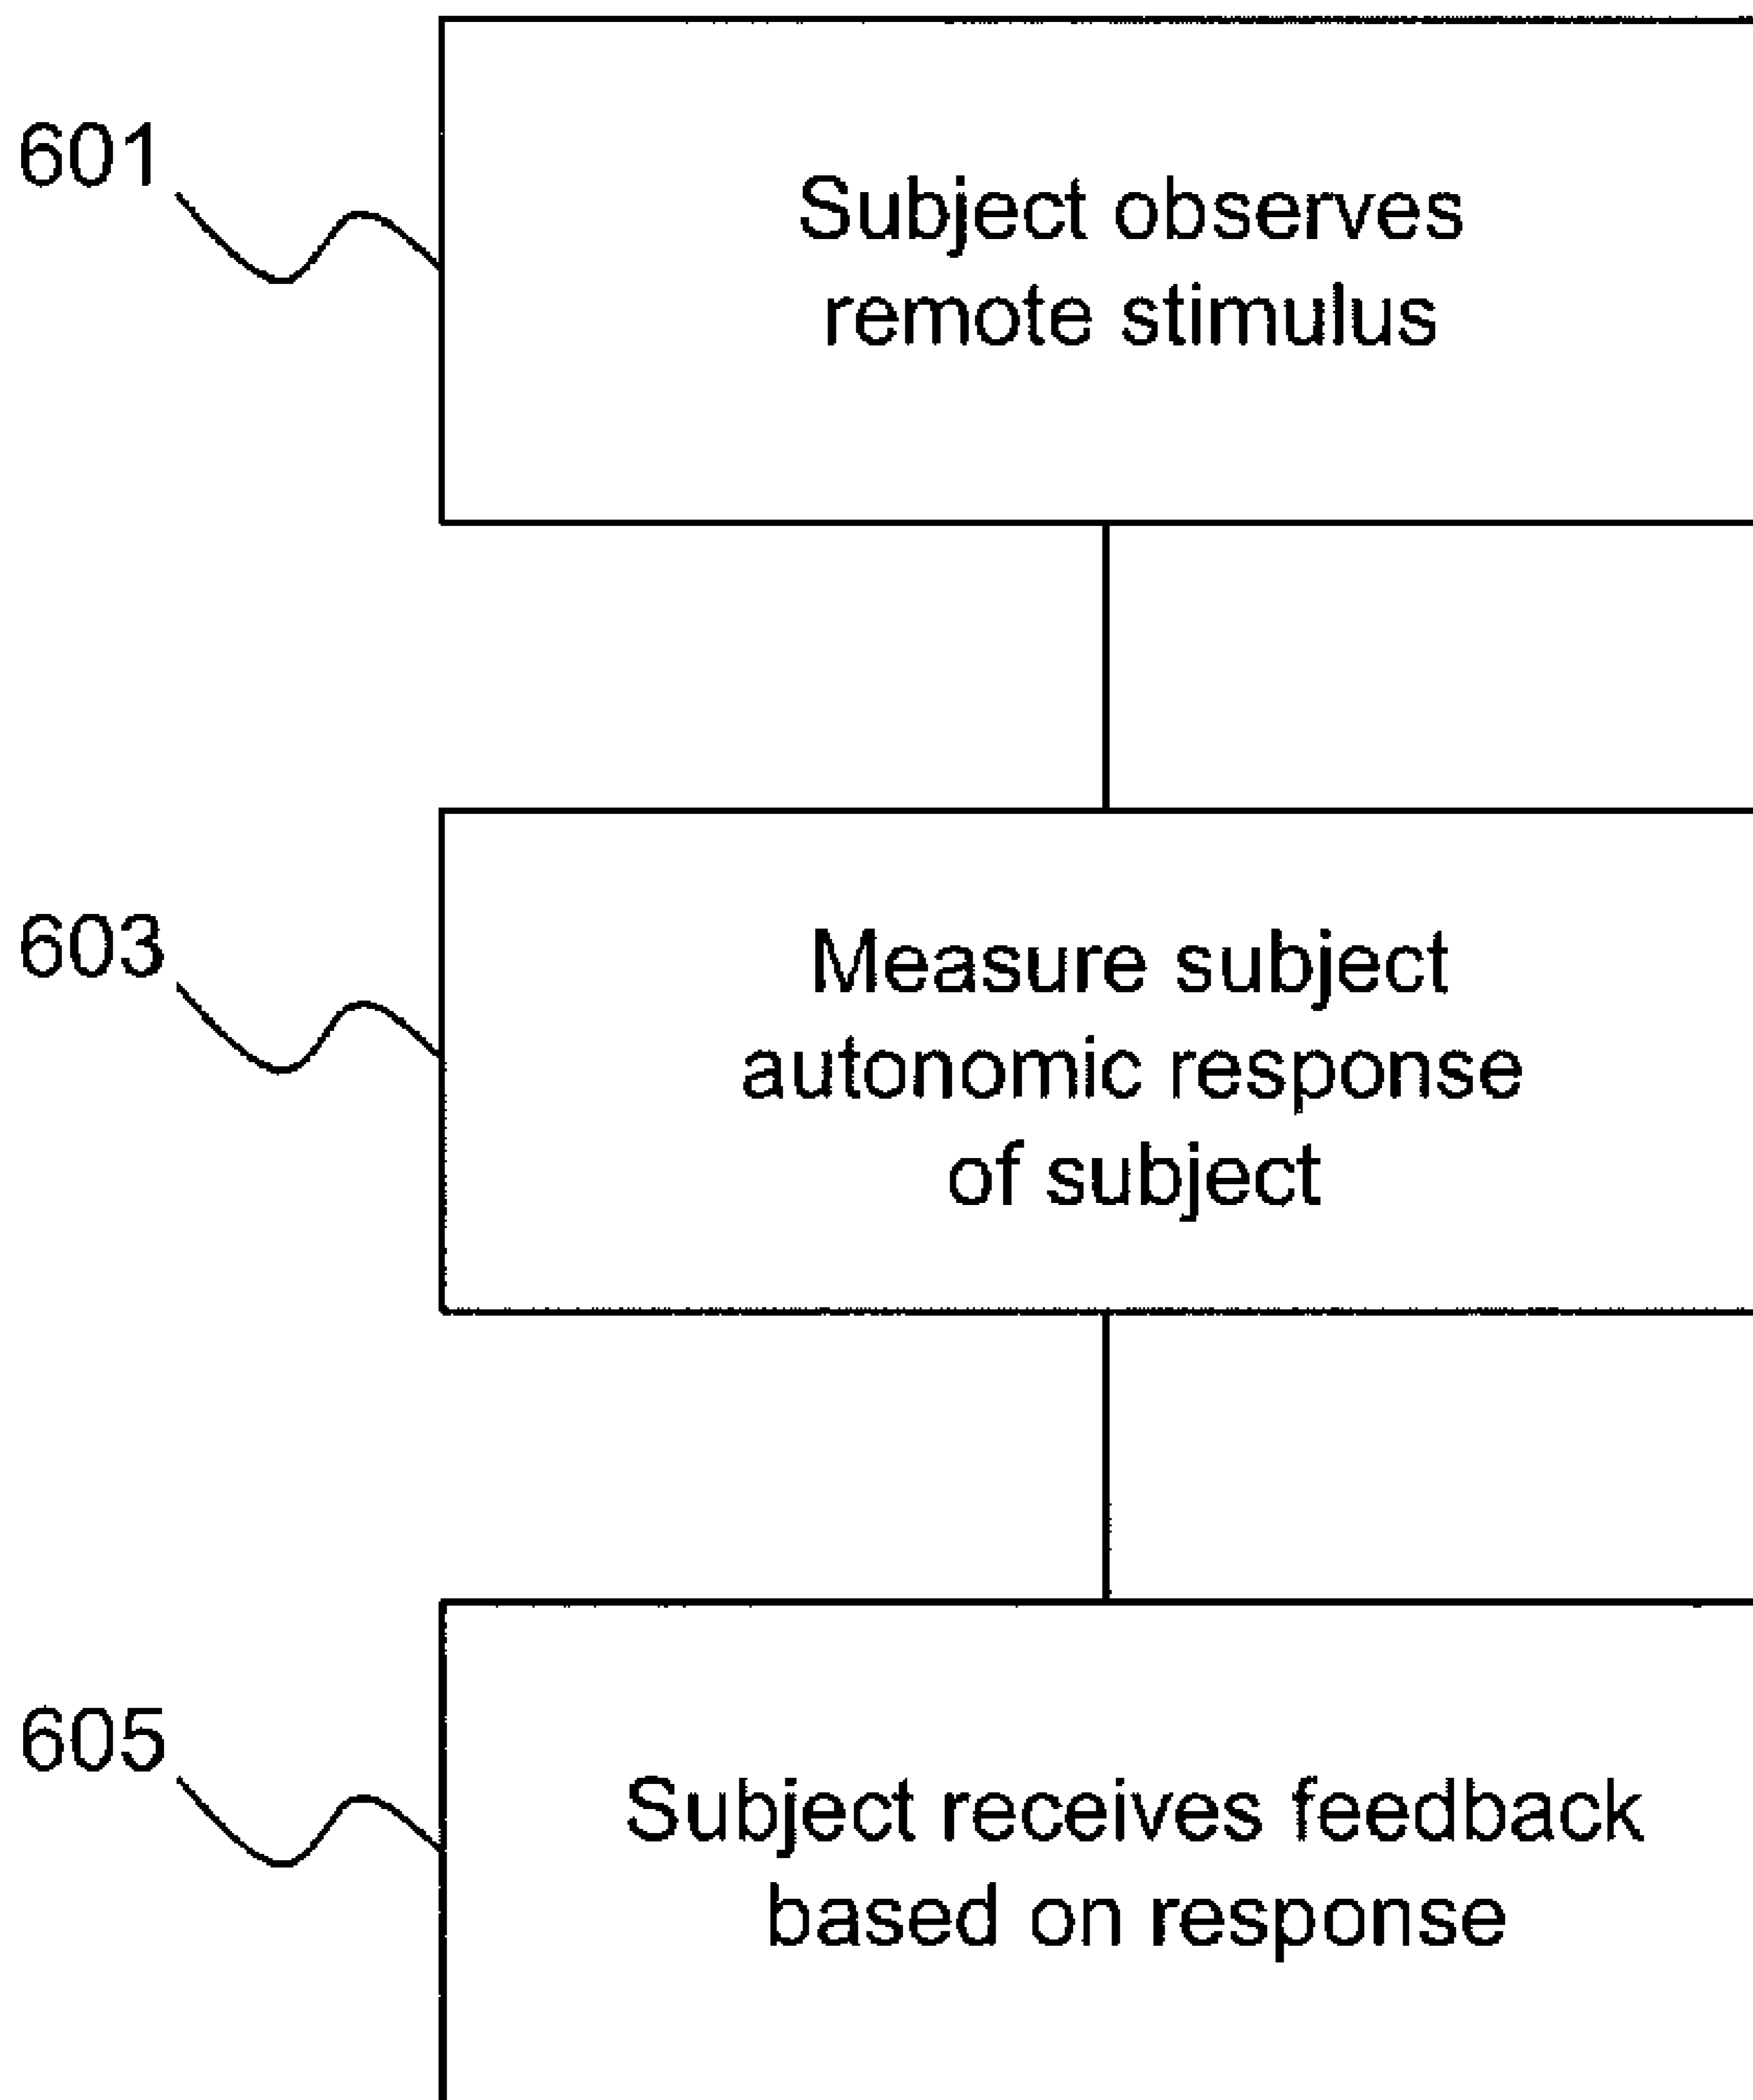 601
Subject observes
remote stimulus
603
Measure subject
autonomic response
of subject
605
Subject receives feedback
based on response